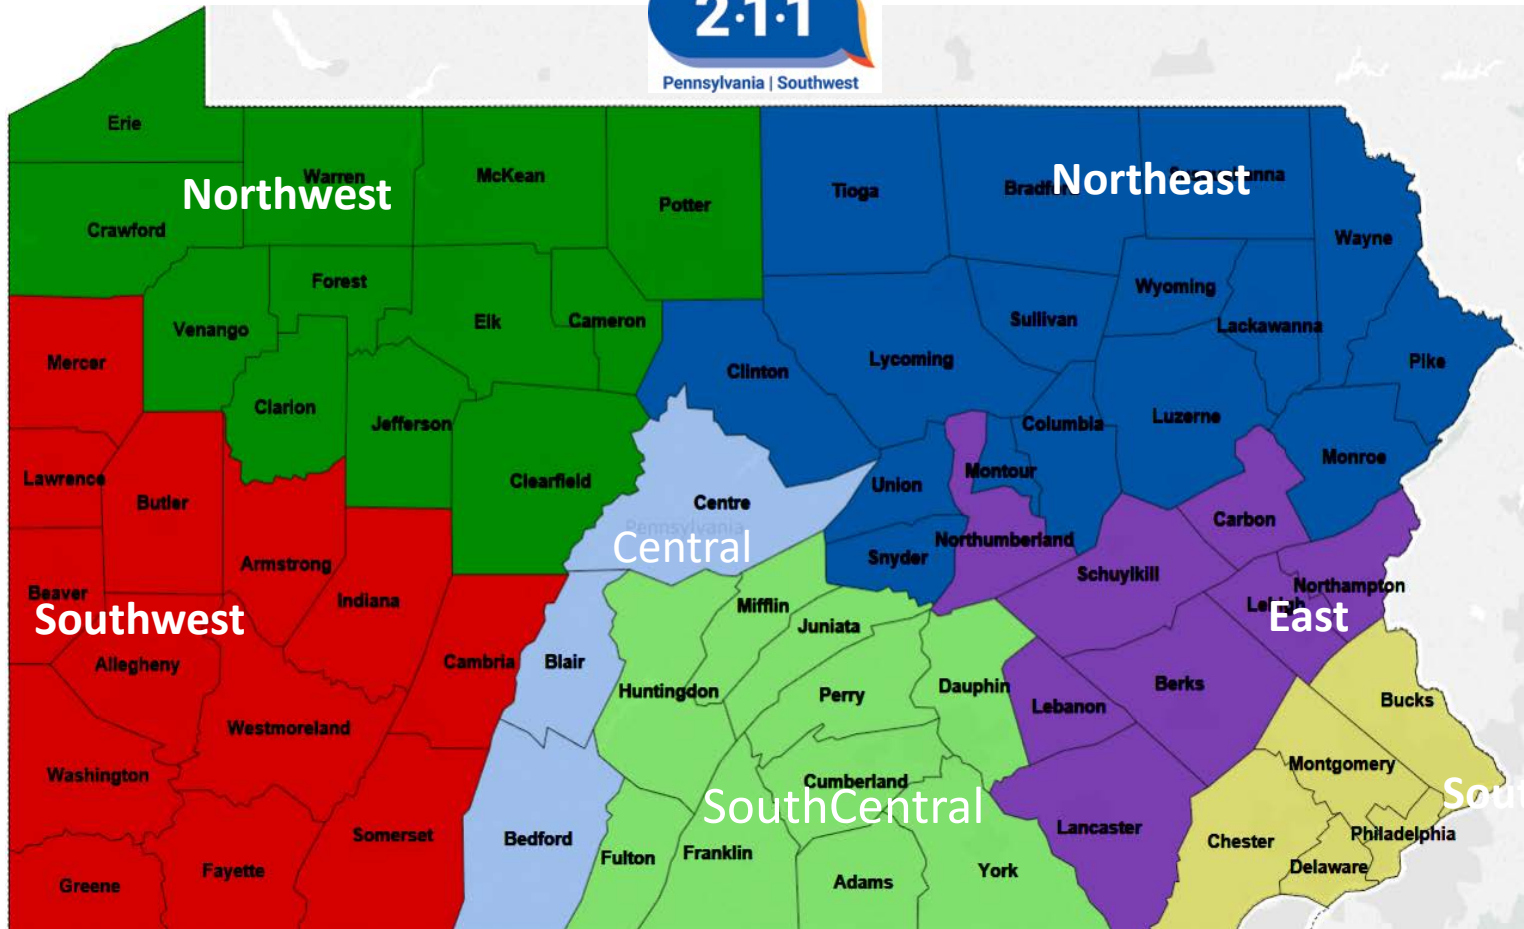 2·1·1
Pennsylvania | Southwest
Erie
Warren
McKean
Northwest
Northeast
Tioga
Potter
Crawford
Wayne
Forest
Wyoming
Venango
Elk
Cameron
Sullivan
Lackawanna
Mercer
Clinton
Lycoming
Pike
Clarion
Jefferson
Columbia
Luzerne
Lawrence
Butler
Clearfield
Centre
Union
Montour
Monroe
Pennsylvania
Central
Carbon
Armstrong
Snyder
Northumberland
Schuylkill
Beaver
Indiana
Northampton
Southwest
Mifflin
Juniata
East
Allegheny
Cambria
Blair
Huntingdon
Perry
Dauphin
Lebanon
Berks
Bucks
Westmoreland
Washington
Cumberland
Montgomery
SouthCentral
Sout
Somerset
Bedford
Fulton
Franklin
Lancaster
Chester
Philadelphia
Greene
Fayette
Adams
York
Delaware